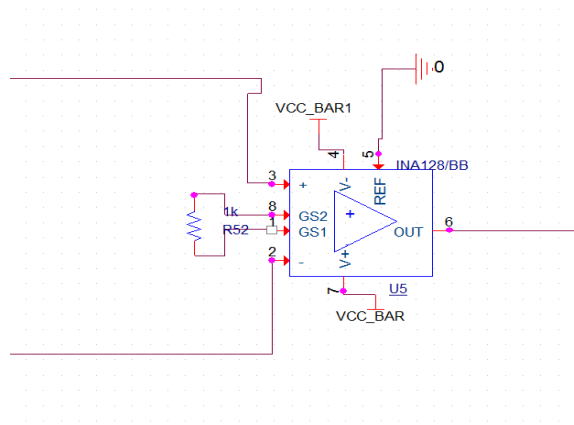 0
VCC_BAR1
4
5
INA128/BB
3
+
V-
REF
1k
8
GS2
+
R52
1
GS1
OUT
6
2
-
V+
7
U5
VCC_BAR